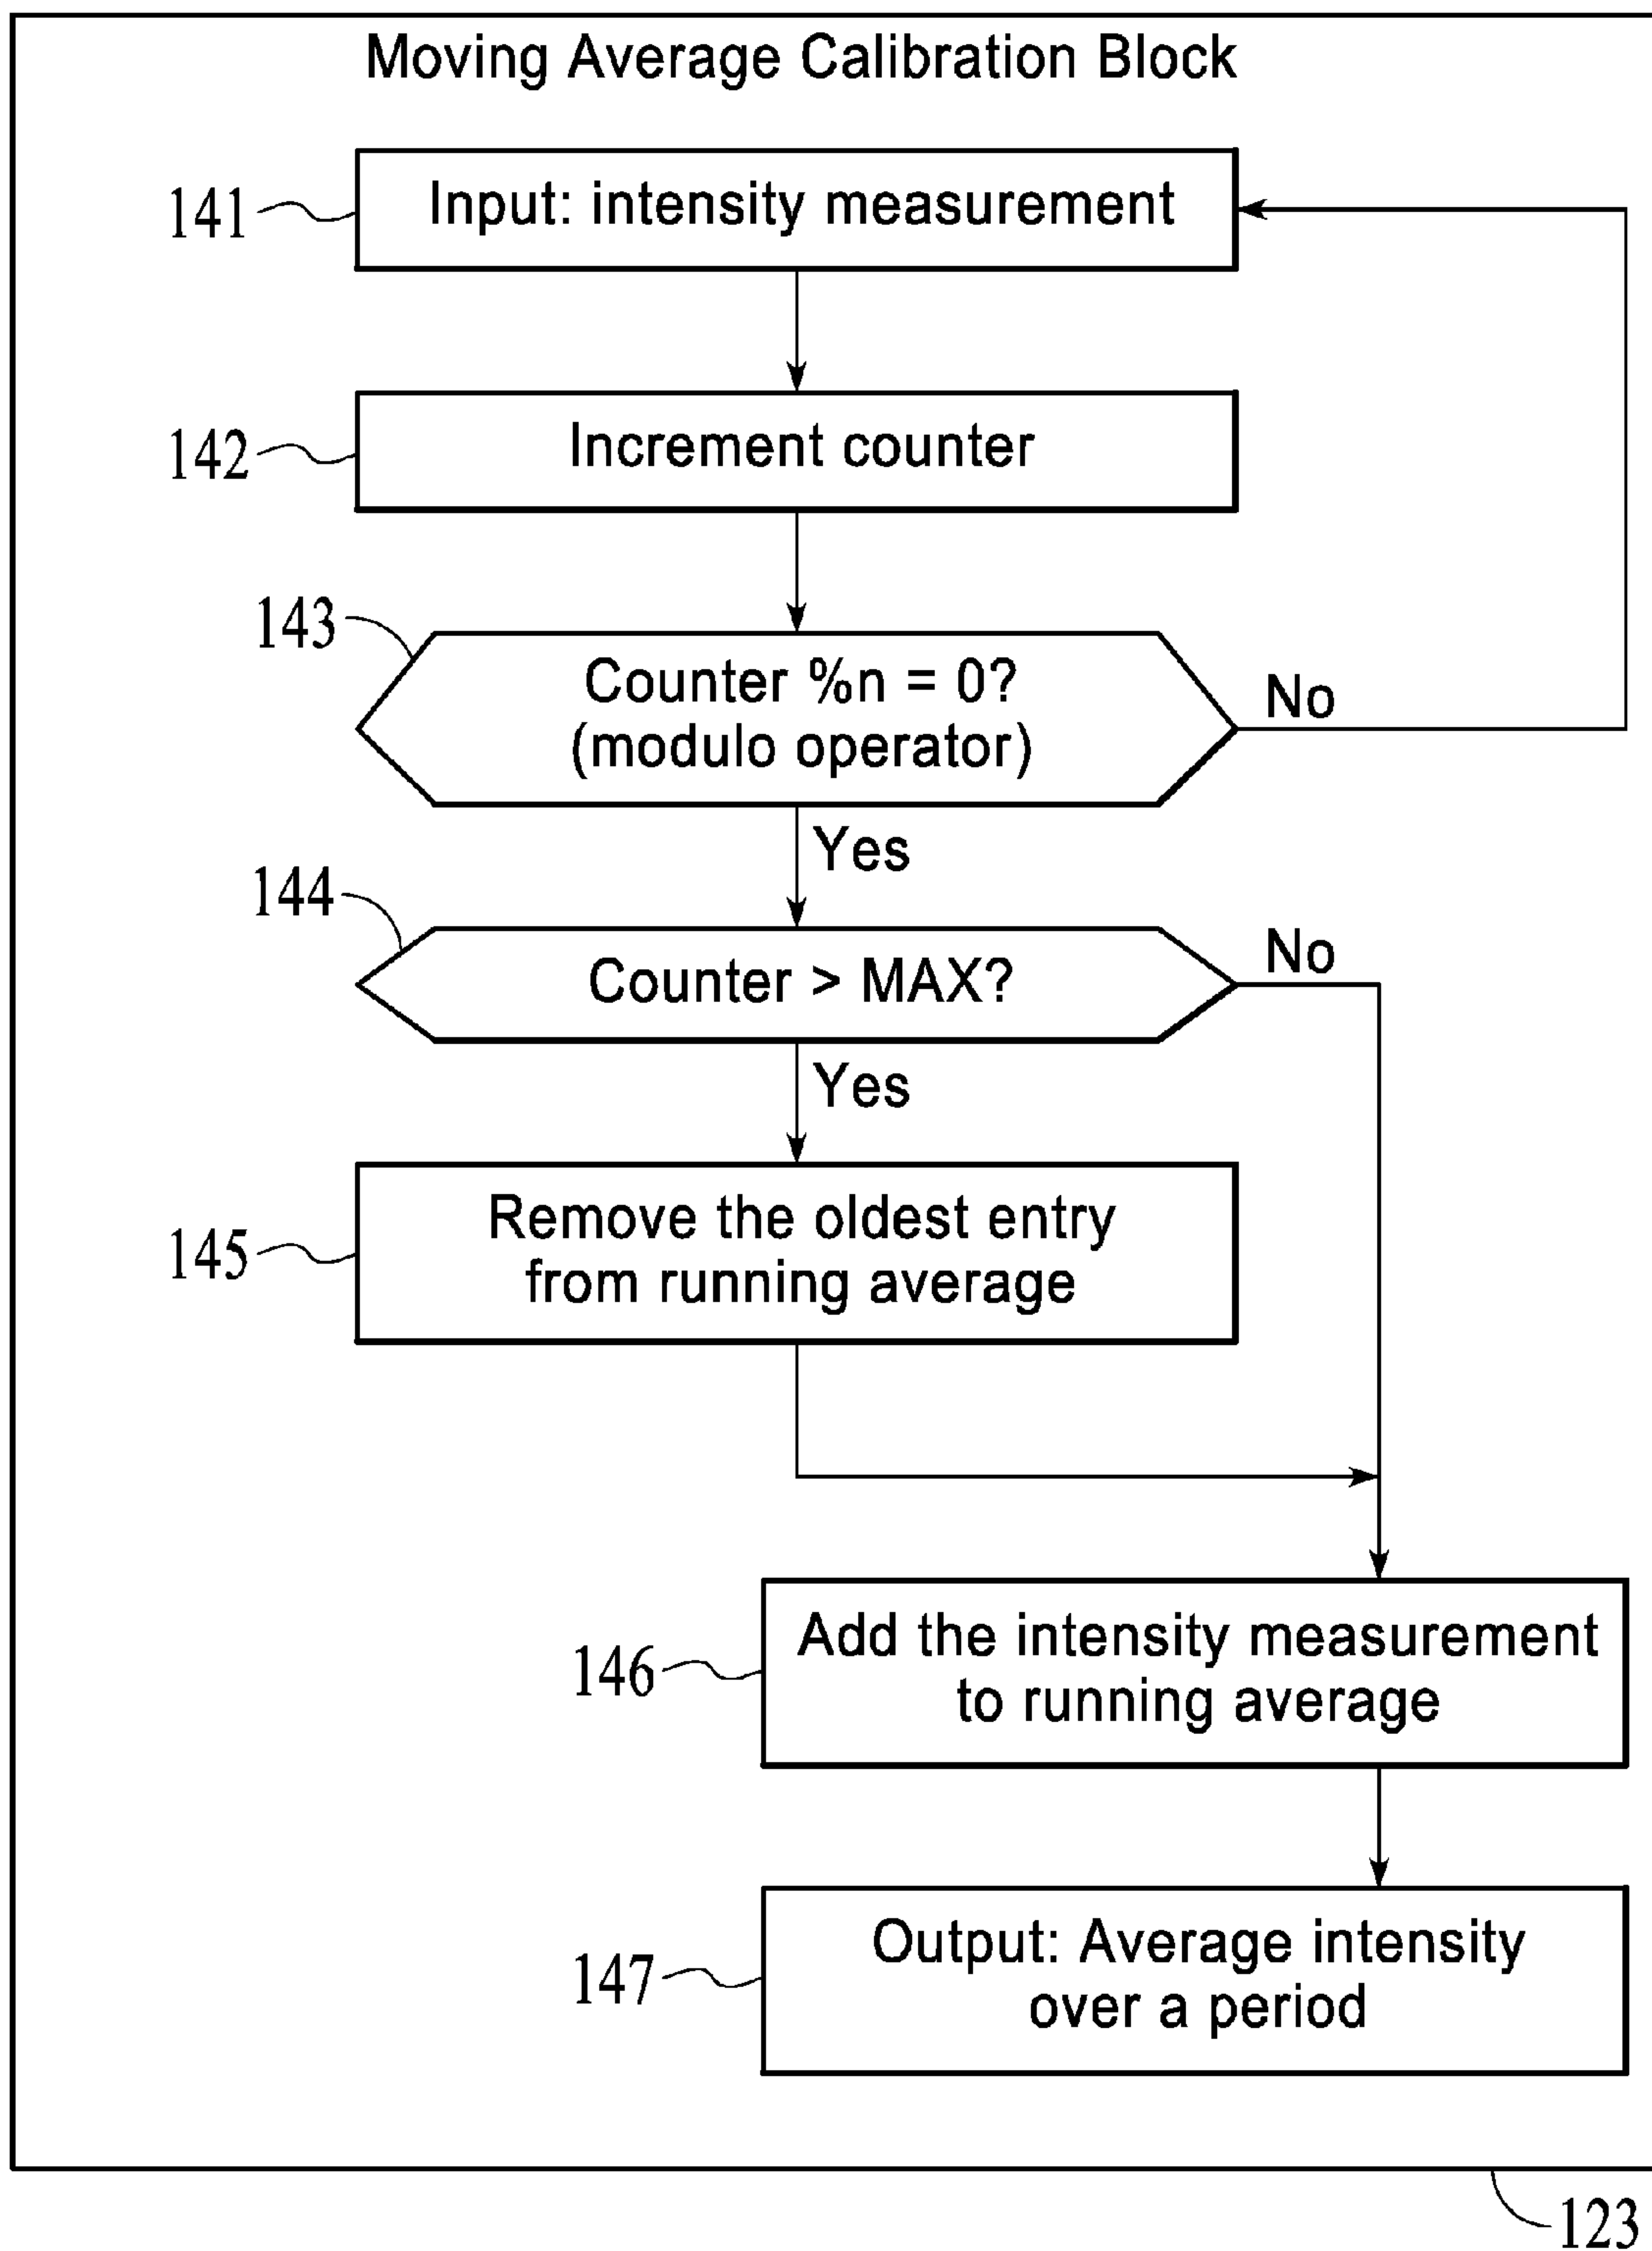 Moving Average Calibration Block
141
Input: intensity measurement
142
Increment counter
143
Counter %n = 0?
(modulo operator)
No
Yes
144
Counter > MAX?
No
Yes
145
Remove the oldest entry
from running average
146
Add the intensity measurement
to running average
147
Output: Average intensity
over a period
123